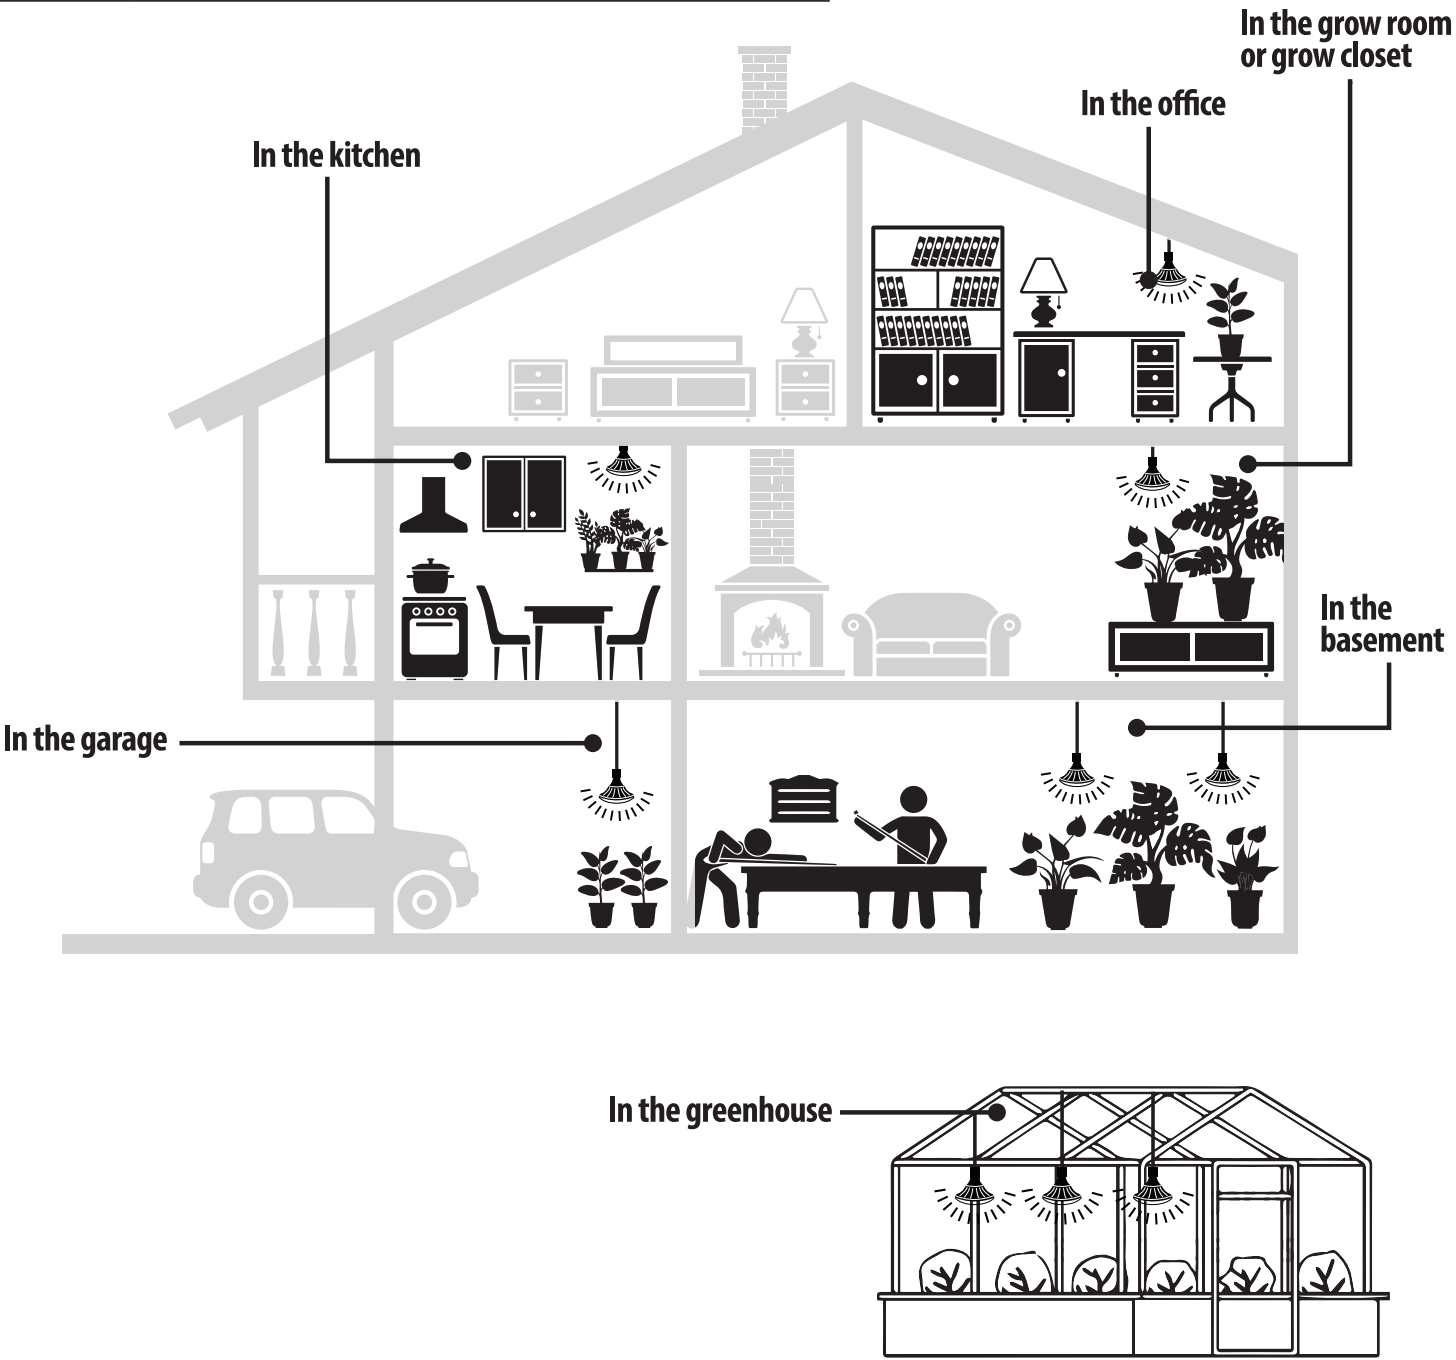 In the grow room
or grow closet
In the office
In the kitchen
In the
basement
In the garage
In the greenhouse